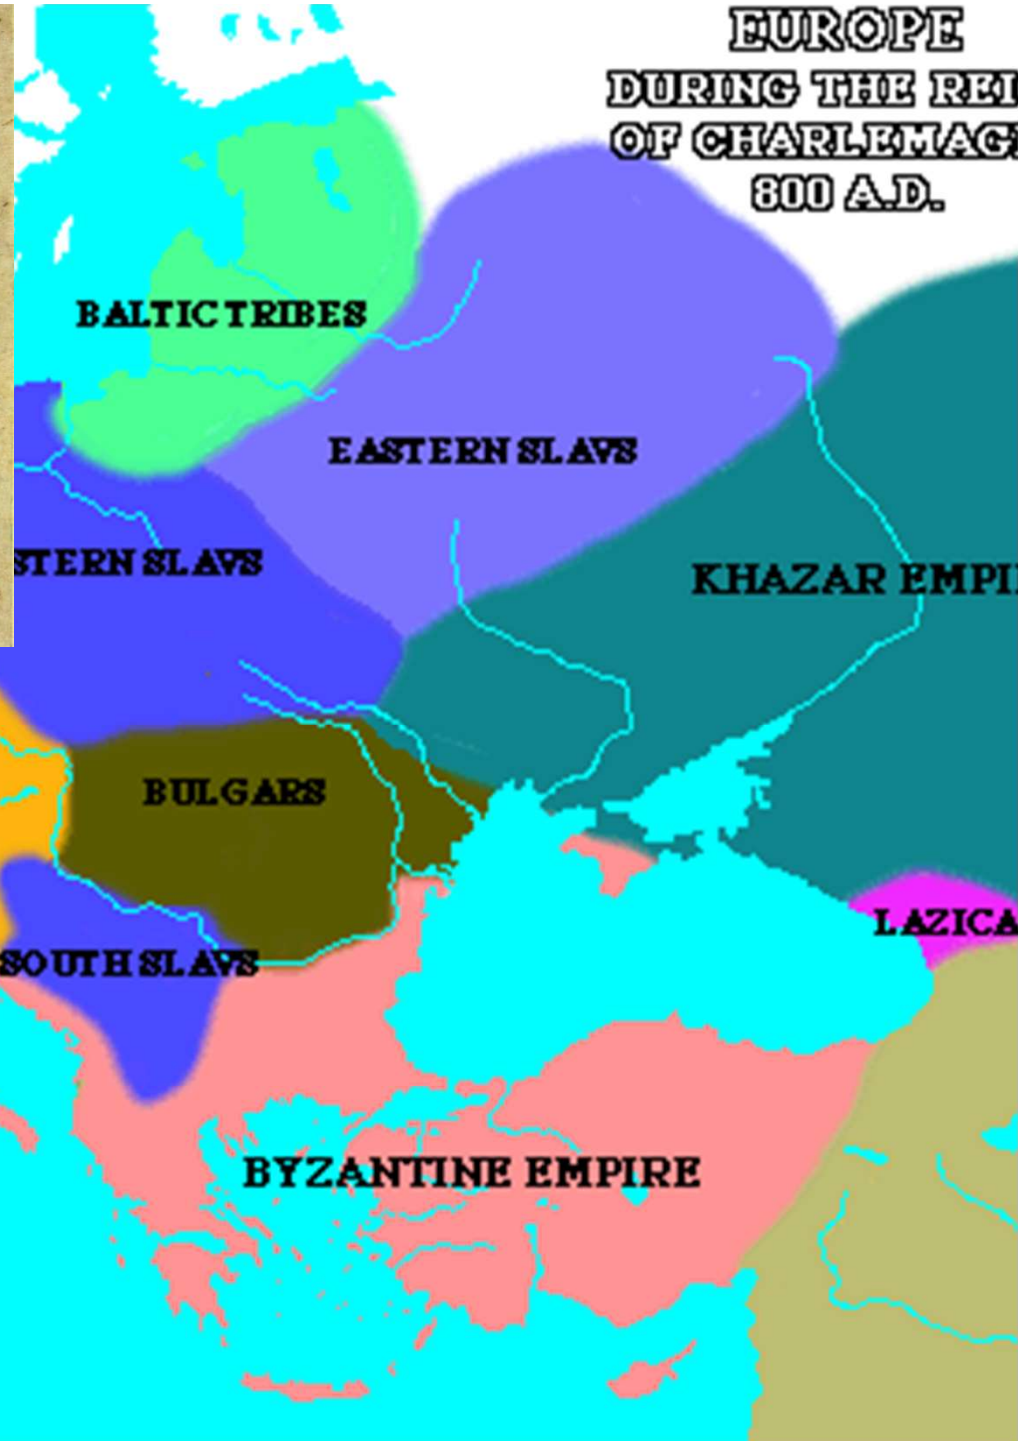 EUROPE
DURING THE REI
OF CHARLEMAG
800 A.D.
BALTIC TRIBES
EASTERN SLAVS
STERN SLAVS
KHAZAR EMPI
BULGARS
LAZICA
SOUTH SLAVS
BYZANTINE EMPIRE